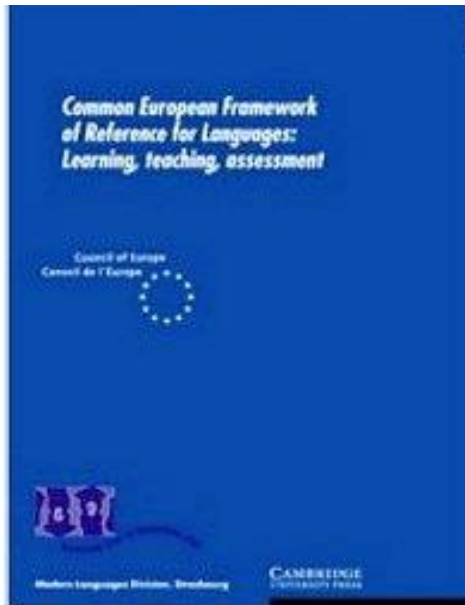 Common European Framework
of Reference for Languages:
Learning, teaching, assessment
Council of Europe
Conseil de l'Europe
Modern Languages Division, Strasbourg
CAMBRIDGE
UNIVERSITY PRESS